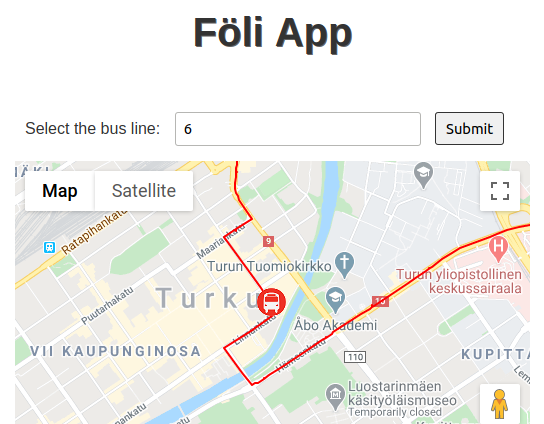 Föli App
Select the bus line:
6
Submit
Map
Satellite
Ratapihankatu
Maariankatu
9
Turun Tuomiokirkko
Turun yliopistollinen
keskussairaala
Turku
Puutarhakatu
10
Åbo Akademi
Linnankatu
VII KAUPUNGINOSA
110
Hämeenkatu
KUPITTA
Luostarinmäen
käsityöläismuseo
Temporarily closed